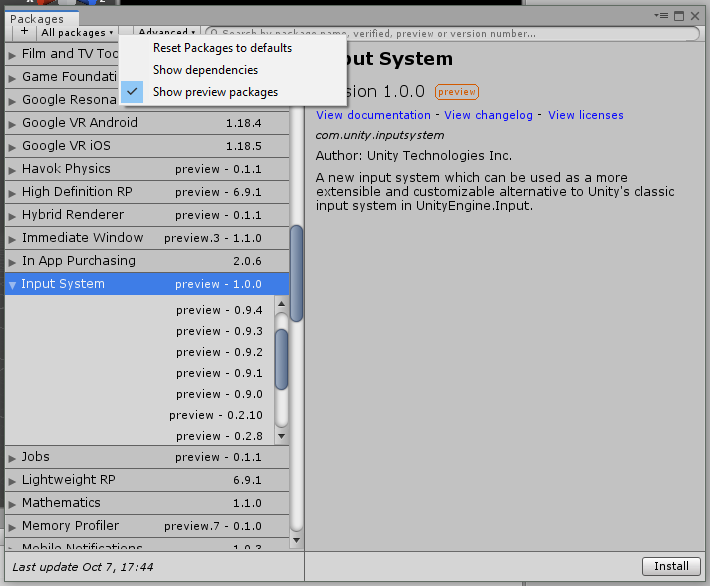 Packages
+ All packages ▾ Advanced ▾ Search by package name, verified, preview or version number...
Reset Packages to defaults
Show dependencies
Show preview packages
Film and TV Too
Game Foundati
Google Resona
Google VR Android 1.18.4
Google VR iOS 1.18.5
Havok Physics preview - 0.1.1
High Definition RP preview - 6.9.1
Hybrid Renderer preview - 0.1.1
Immediate Window preview.3 - 1.1.0
In App Purchasing 2.0.6
Input System preview - 1.0.0
preview - 0.9.4
preview - 0.9.3
preview - 0.9.2
preview - 0.9.1
preview - 0.9.0
preview - 0.2.10
preview - 0.2.8
Jobs preview - 0.1.1
Lightweight RP 6.9.1
Mathematics 1.1.0
Memory Profiler preview.7 - 0.1.0
Mobile Notifications 1.0.3
Last update Oct 7, 17:44
nput System
sion 1.0.0 preview
View documentation - View changelog - View licenses
com.unity.inputsystem
Author: Unity Technologies Inc.
A new input system which can be used as a more
extensible and customizable alternative to Unity's classic
input system in UnityEngine.Input.
Install